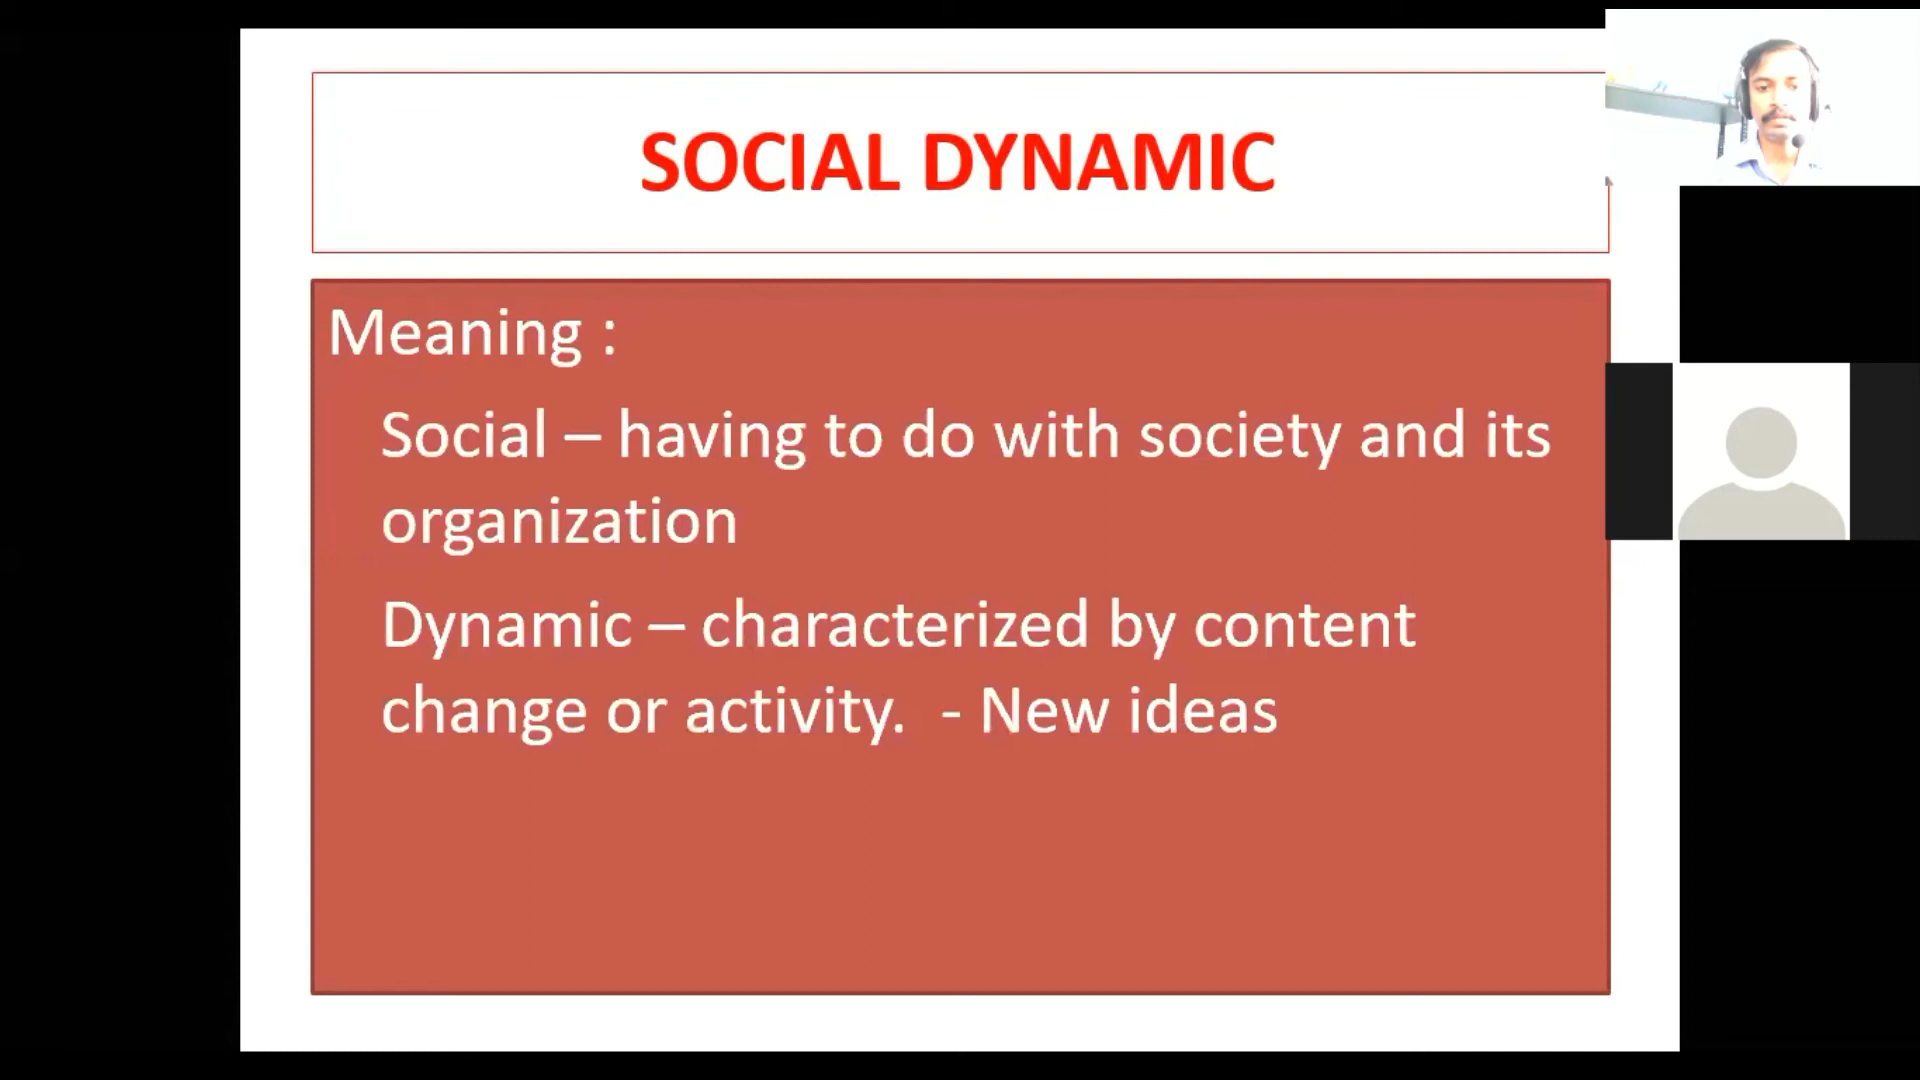 SOCIAL DYNAMIC
Meaning :
Social – having to do with society and its
organization
Dynamic – characterized by content
change or activity.  - New ideas